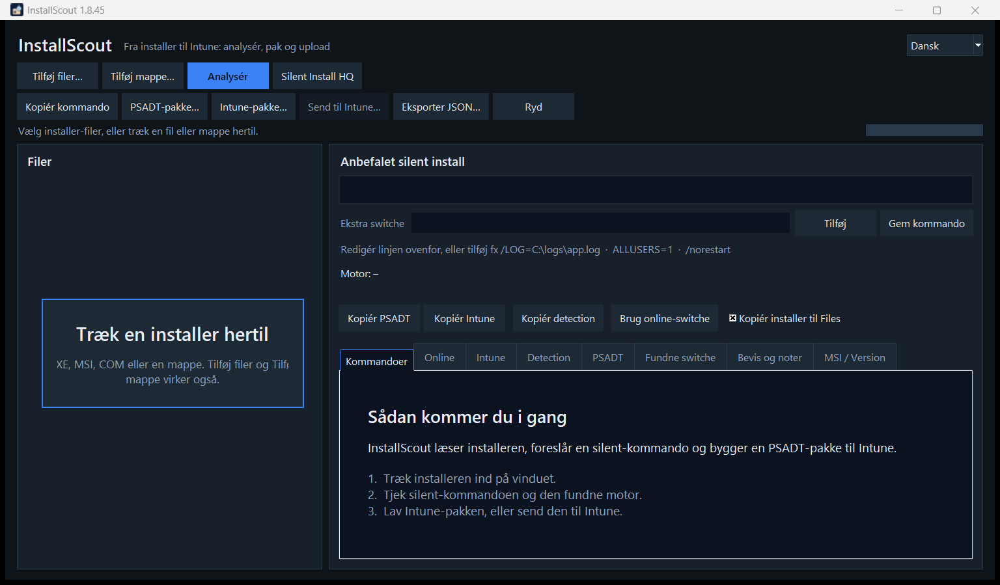 InstallScout 1.8.45
InstallScout Fra installer til Intune: analysér, pak og upload
Dansk
Tilføj filer... Tilføj mappe... Analysér Silent Install HQ
Kopiér kommando PSADT-pakke... Intune-pakke... Send til Intune... Eksporter JSON... Ryd
Vælg installer-filer, eller træk en fil eller mappe hertil.
Filer
Træk en installer hertil
XE, MSI, COM eller en mappe. Tilføj filer og Tilf
mappe virker også.
Anbefalet silent install
Ekstra switche Tilføj Gem kommando
Redigér linjen ovenfor, eller tilføj fx /LOG=C:\logs\app.log · ALLUSERS=1 · /norestart
Motor: –
Kopiér PSADT Kopiér Intune Kopiér detection Brug online-switche Kopiér installer til Files
Kommandoer Online Intune Detection PSADT Fundne switche Bevis og noter MSI / Version
Sådan kommer du i gang
InstallScout læser installeren, foreslår en silent-kommando og bygger en PSADT-pakke til Intune.
1. Træk installeren ind på vinduet.
2. Tjek silent-kommandoen og den fundne motor.
3. Lav Intune-pakken, eller send den til Intune.